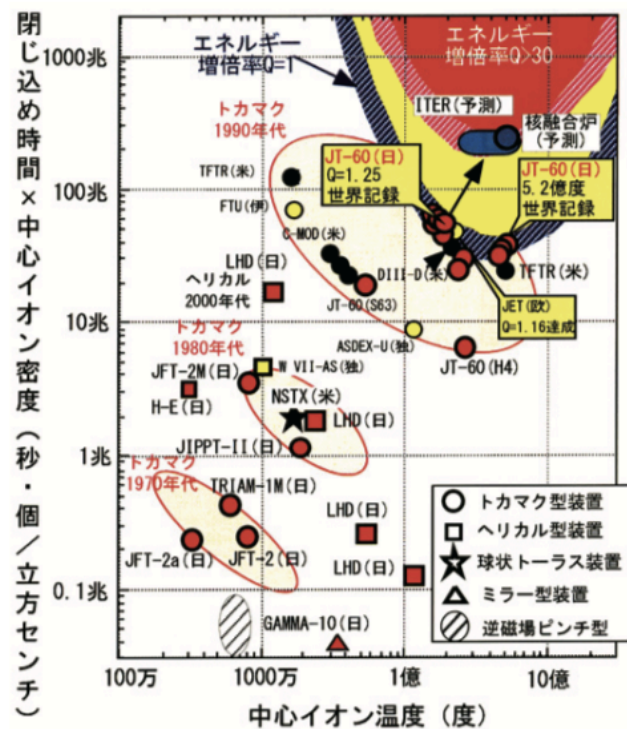 閉じ込め時間×中心イオン密度（秒・個／立方センチ）
1000兆
100兆
10兆
1兆
0.1兆
エネルギー
増倍率Q=1
エネルギー
増倍率Q>30
ITER(予測)
核融合炉
(予測)
トカマク
1990年代
JT-60(日)
Q=1.25
世界記録
JT-60(日)
5.2億度
世界記録
TFTR(米)
FTU(伊)
C-MOD(米)
LHD(日)
ヘリカル
2000年代
DIII-D(米)
TFTR(米)
JT-60(S63)
JET(欧)
Q=1.16達成
ASDEX-U(独)
トカマク
1980年代
JT-60(H4)
JFT-2M(日)
W VII-AS(独)
H-E(日)
NSTX(米)
LHD(日)
JIPPT-II(日)
トカマク
1970年代
TRIAM-1M(日)
JFT-2a(日)
JFT-2(日)
LHD(日)
LHD(日)
GAMMA-10(日)
トカマク型装置
ヘリカル型装置
球状トーラス装置
ミラー型装置
逆磁場ピンチ型
100万
1000万
1億
10億
中心イオン温度（度）